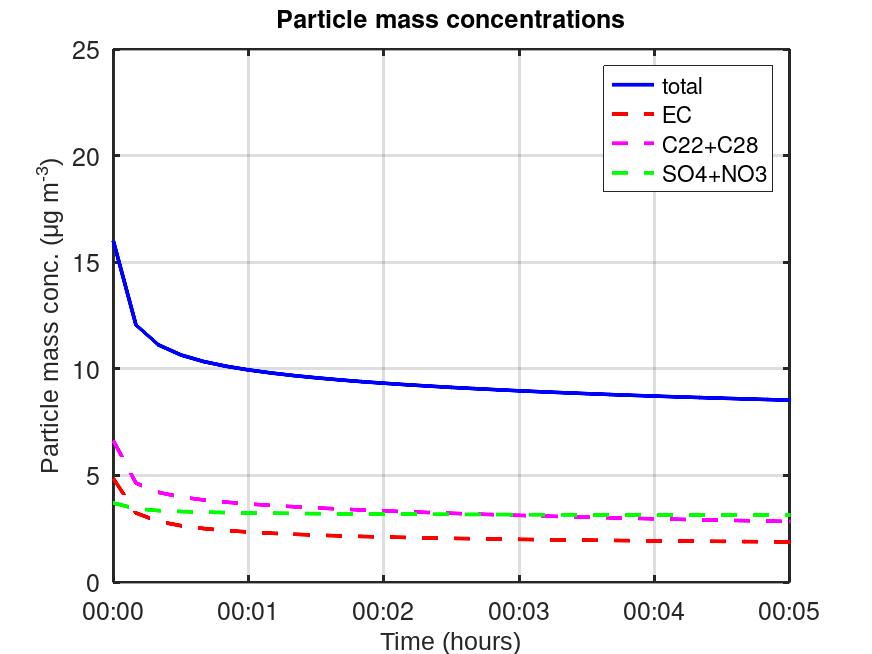 Particle mass concentrations
25
20
15
10
5
0
Particle mass conc. (μg m-3)
total
EC
C22+C28
SO4+NO3
00:00 00:01 00:02 00:03 00:04 00:05
Time (hours)